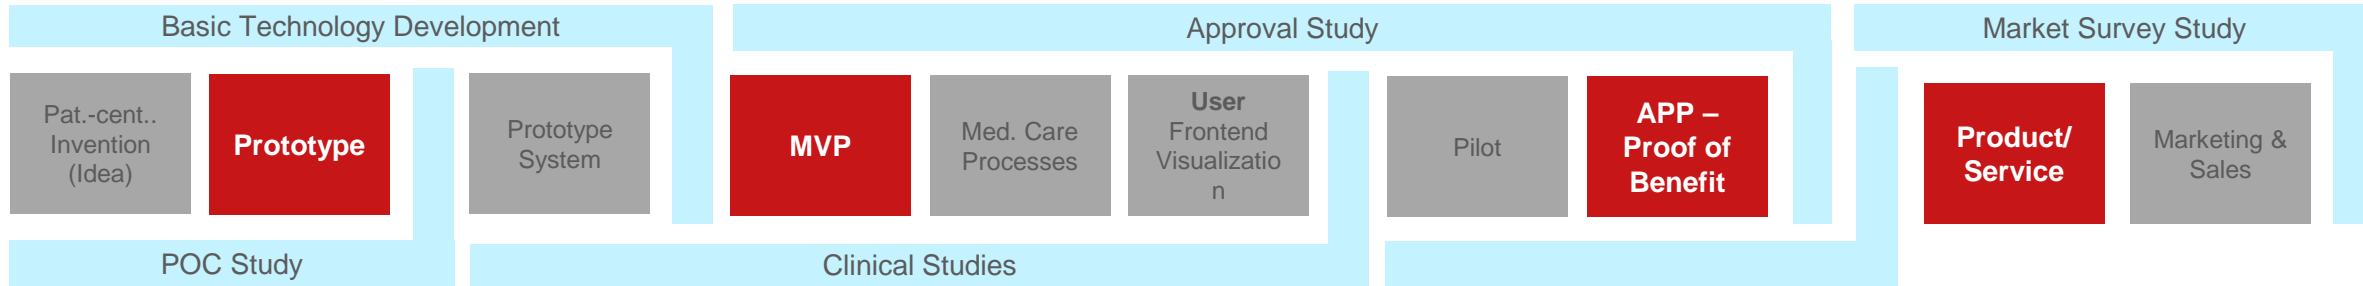 Basic Technology Development
Approval Study
Market Survey Study
Pat.-cent..
Invention
(Idea)
Prototype
Prototype
System
MVP
Med. Care
Processes
User
Frontend
Visualizatio
n
Pilot
APP –
Proof of
Benefit
Product/
Service
Marketing &
Sales
POC Study
Clinical Studies